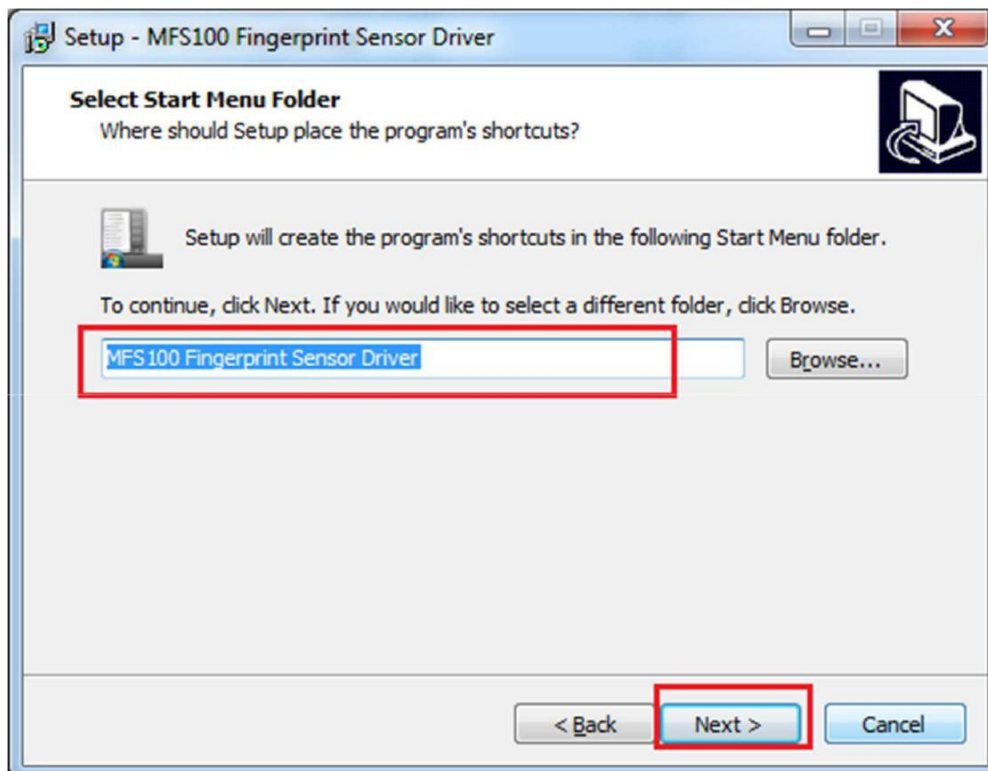 Setup - MFS100 Fingerprint Sensor Driver
Select Start Menu Folder
Where should Setup place the program's shortcuts?
Setup will create the program's shortcuts in the following Start Menu folder.
To continue, click Next. If you would like to select a different folder, click Browse.
MFS100 Fingerprint Sensor Driver
Browse...
< Back
Next >
Cancel